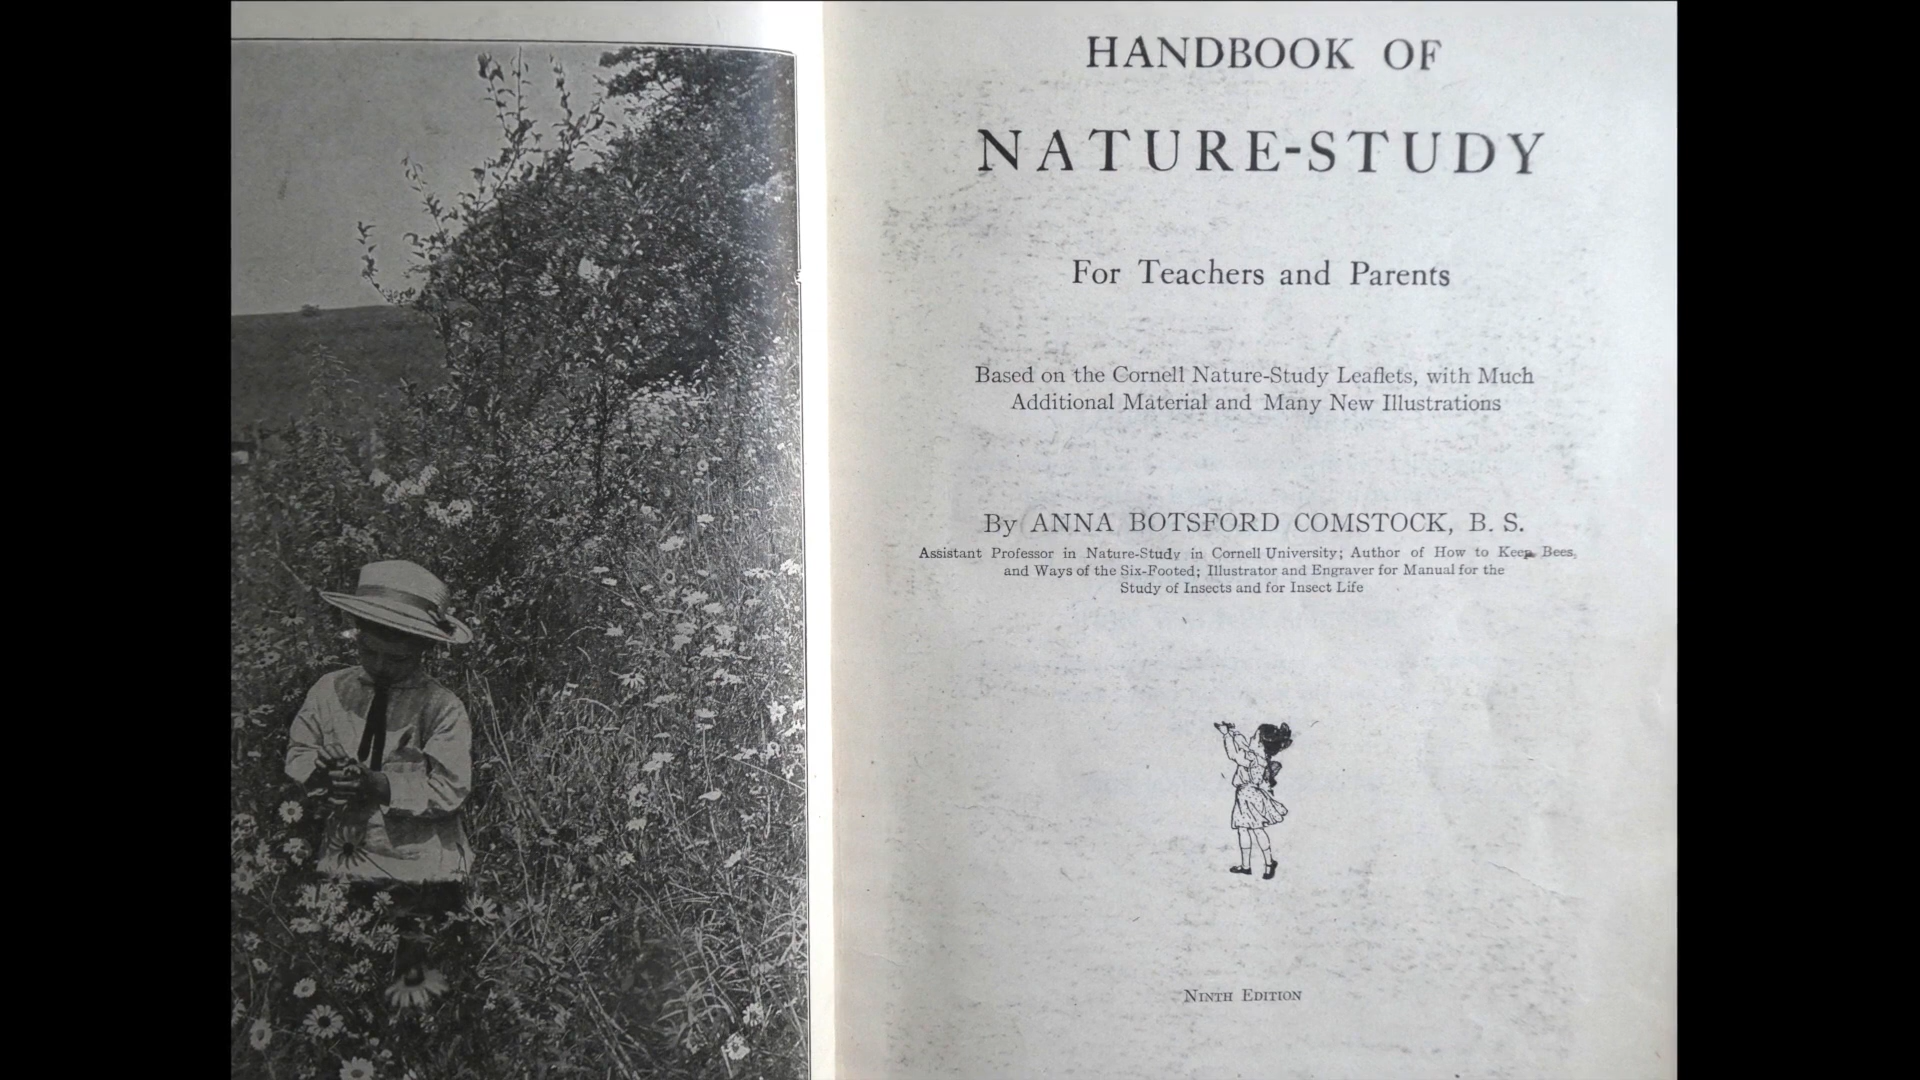 HANDBOOK OF
NATURE-STUDY
For Teachers and Parents
Based on the Cornell Nature-Study Leaflets, with Much
Additional Material and Many New Illustrations
By ANNA BOTSFORD COMSTOCK, B. S.
Assistant Professor in Nature-Study in Cornell University; Author of How to Keep Bees,
and Ways of the Six-Footed; Illustrator and Engraver for Manual for the
Study of Insects and for Insect Life
NINTH EDITION